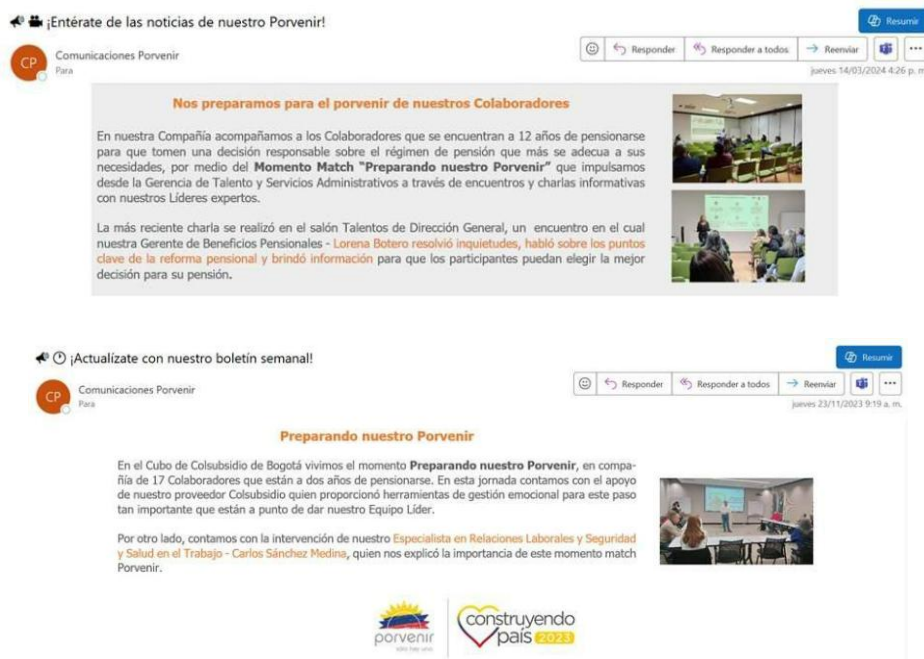 ¡Entérate de las noticias de nuestro Porvenir!
Resumir
CP
Comunicaciones Porvenir
Para
Responder
Responder a todos
Reenviar
jueves 14/03/2024 4:26 p. m.
Nos preparamos para el porvenir de nuestros Colaboradores
En nuestra Compañía acompañamos a los Colaboradores que se encuentran a 12 años de pensionarse
para que tomen una decisión responsable sobre el régimen de pensión que más se adecua a sus
necesidades, por medio del Momento Match "Preparando nuestro Porvenir" que impulsamos
desde la Gerencia de Talento y Servicios Administrativos a través de encuentros y charlas informativas
con nuestros Líderes expertos.
La más reciente charla se realizó en el salón Talentos de Dirección General, un encuentro en el cual
nuestra Gerente de Beneficios Pensionales - Lorena Botero resolvió inquietudes, habló sobre los puntos
clave de la reforma pensional y brindó información para que los participantes puedan elegir la mejor
decisión para su pensión.
¡Actualízate con nuestro boletín semanal!
Resumir
CP
Comunicaciones Porvenir
Para
Responder
Responder a todos
Reenviar
jueves 23/11/2023 9:19 a. m.
Preparando nuestro Porvenir
En el Cubo de Colsubsidio de Bogotá vivimos el momento Preparando nuestro Porvenir, en compa-
ñía de 17 Colaboradores que están a dos años de pensionarse. En esta jornada contamos con el apoyo
de nuestro proveedor Colsubsidio quien proporcionó herramientas de gestión emocional para este paso
tan importante que están a punto de dar nuestro Equipo Líder.
Por otro lado, contamos con la intervención de nuestro Especialista en Relaciones Laborales y Seguridad
y Salud en el Trabajo - Carlos Sánchez Medina, quien nos explicó la importancia de este momento match
Porvenir.
porvenir
sólo hay uno
construyendo
país 2023